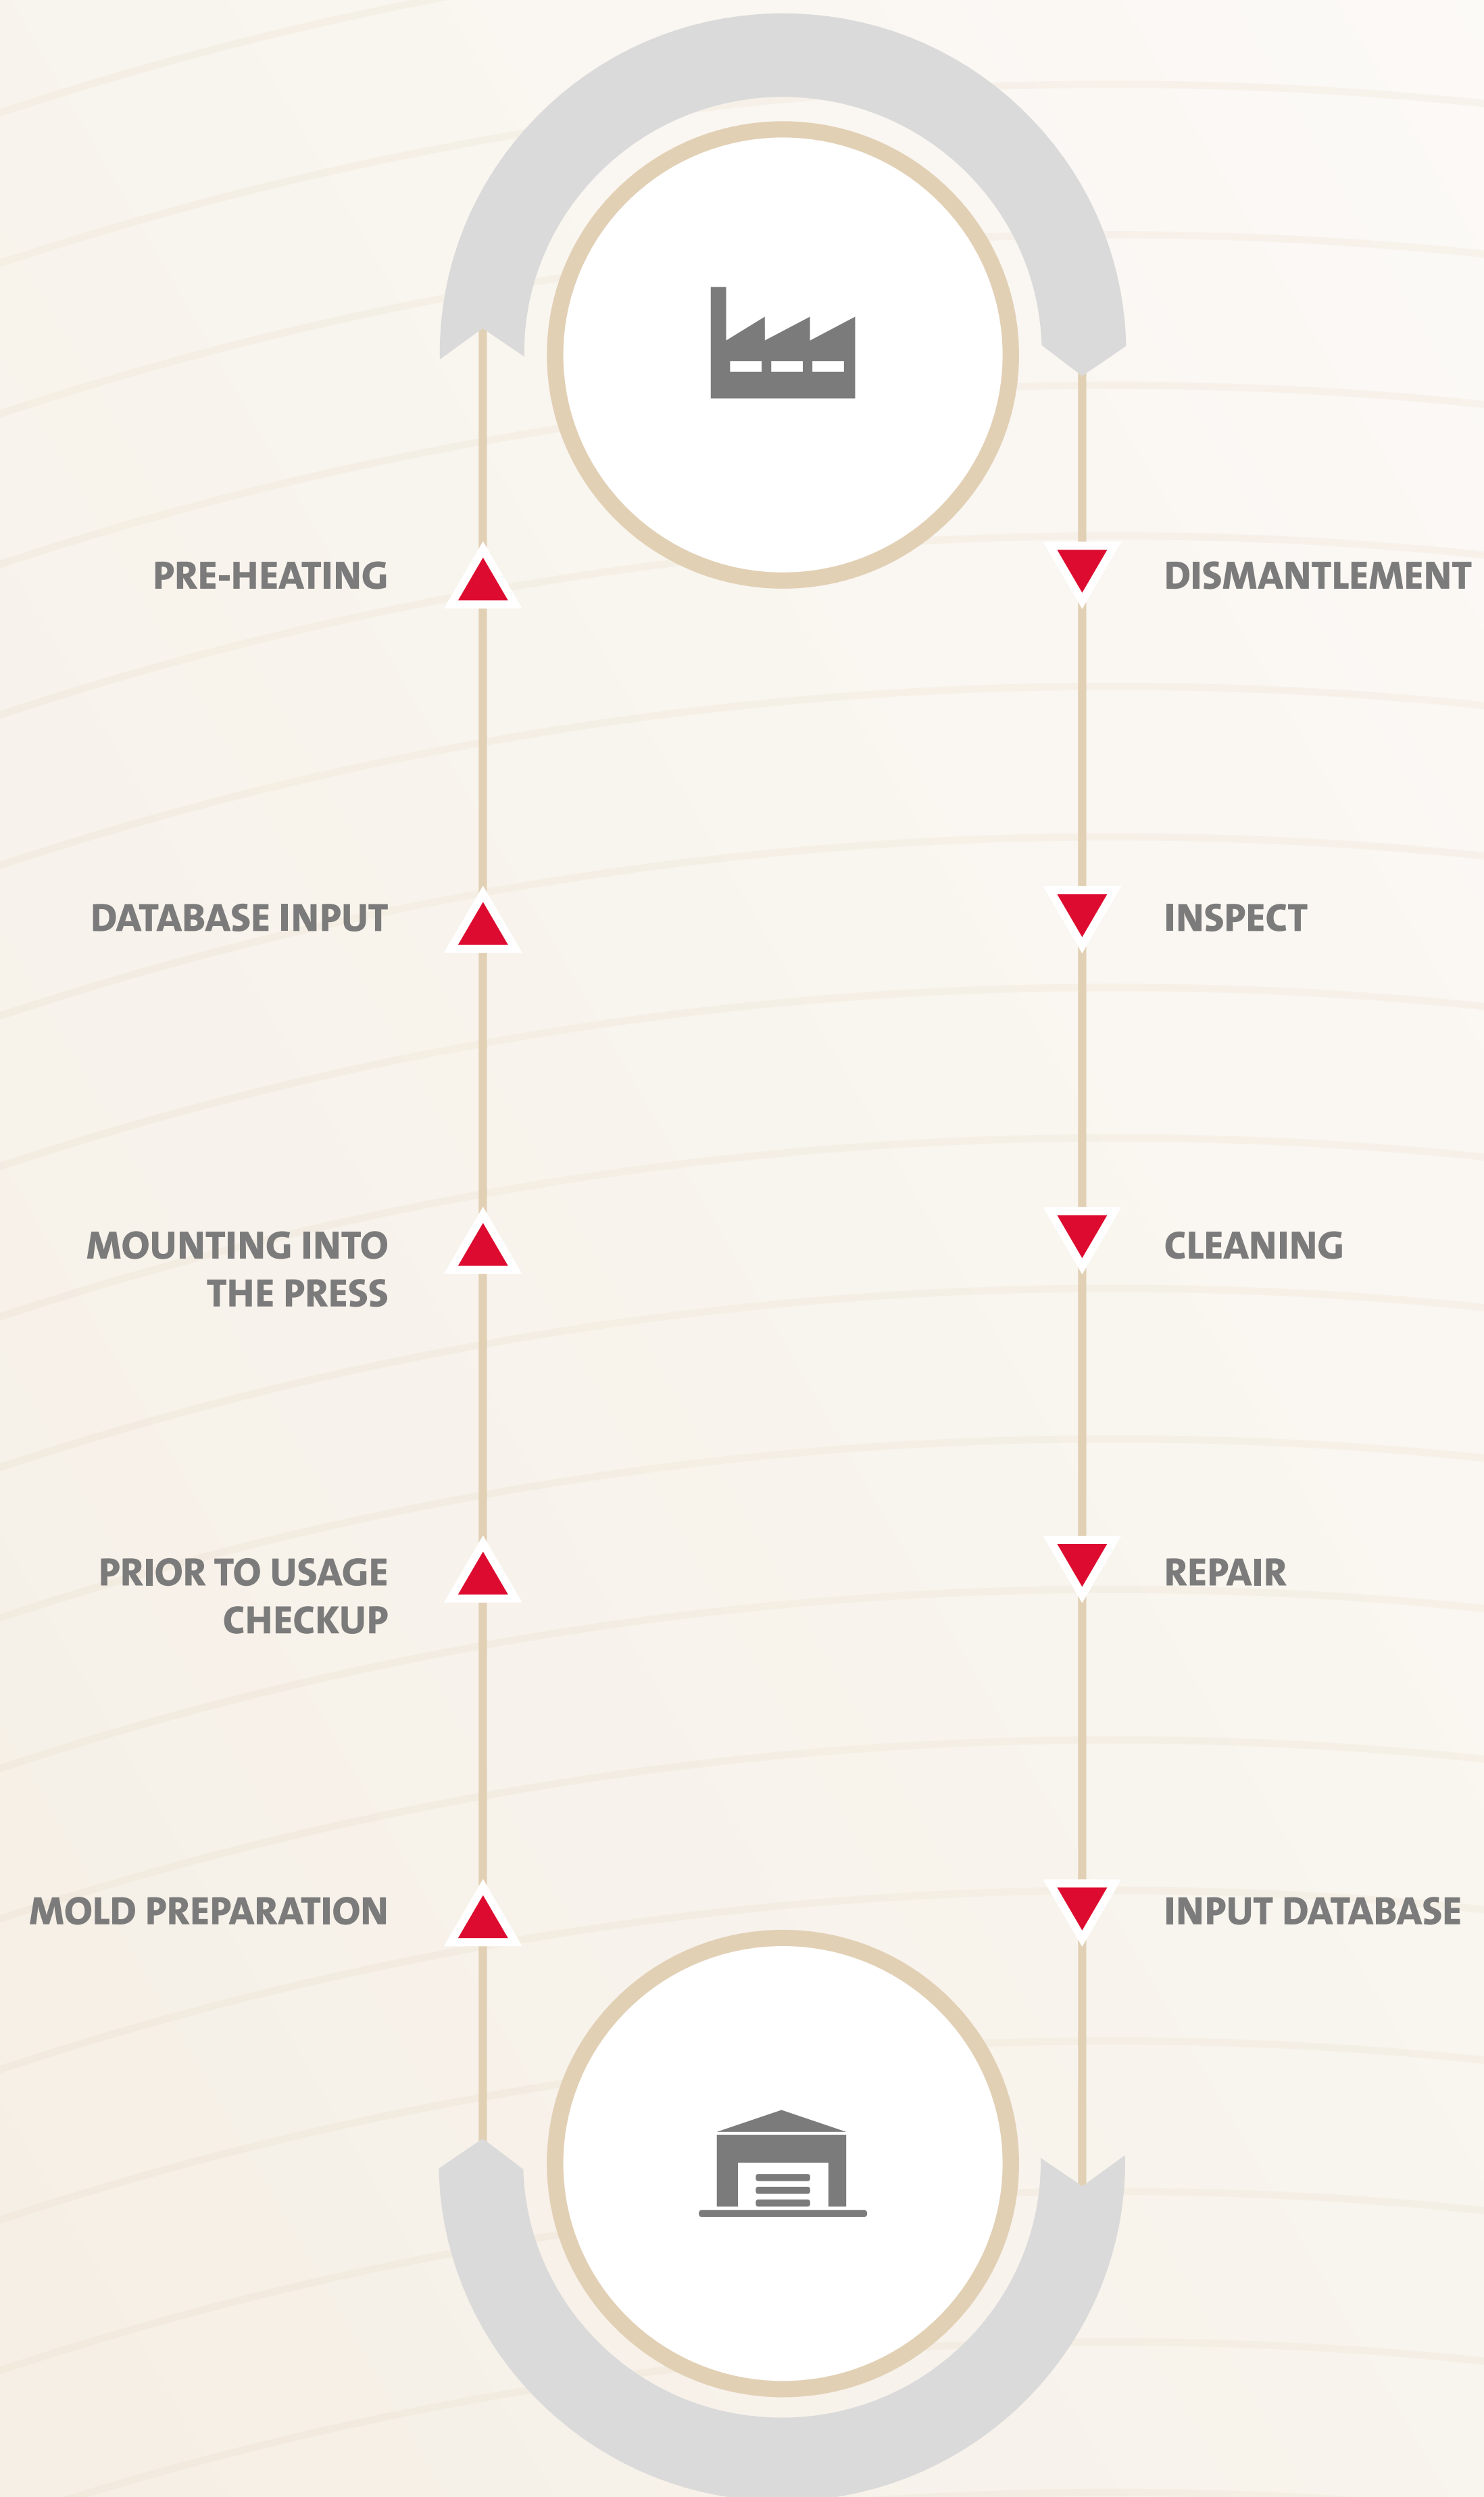 PRE-HEATING
DISMANTLEMENT
DATABASE INPUT
INSPECT
MOUNTING INTO
THE PRESS
CLEANING
PRIOR TO USAGE
CHECKUP
REPAIR
MOLD PREPARATION
INPUT DATABASE